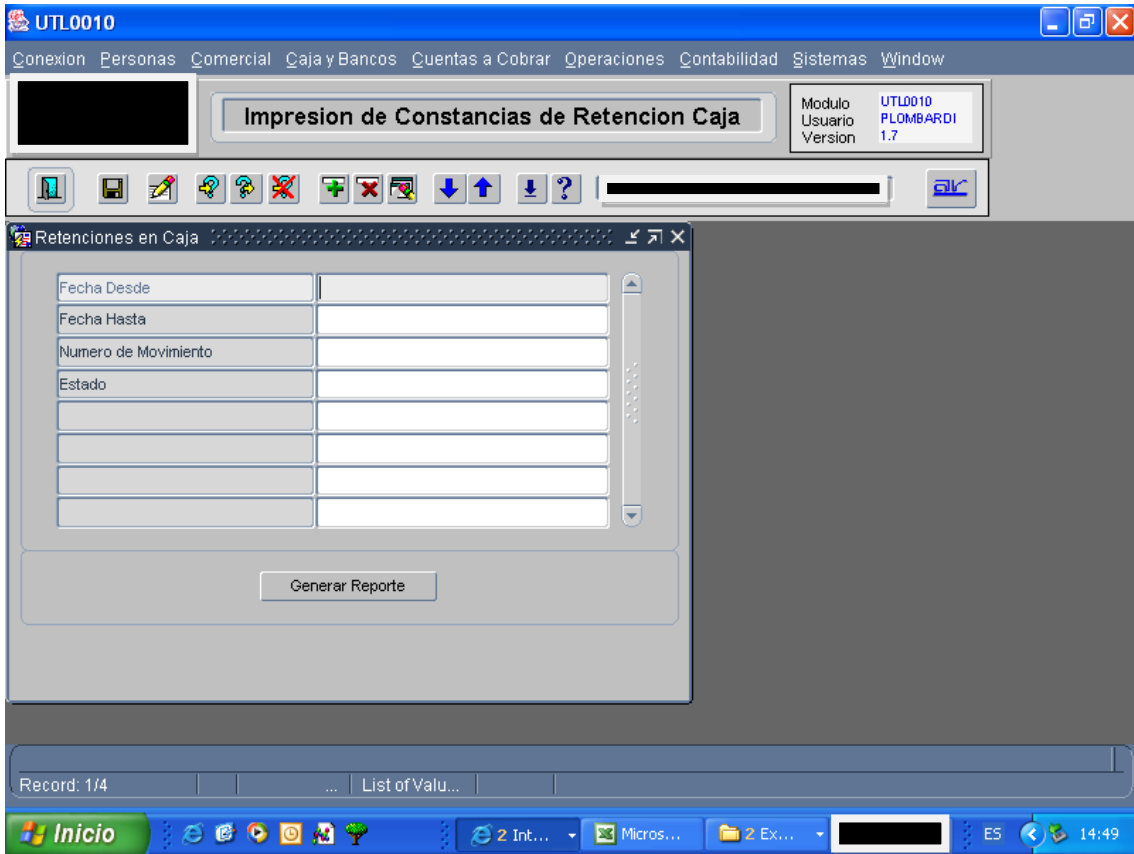 UTL0010
Conexion Personas Comercial Caja y Bancos Cuentas a Cobrar Operaciones Contabilidad Sistemas Window
Impresion de Constancias de Retencion Caja
Modulo UTL0010
Usuario PLOMBARDI
Version 1.7
ar
Retenciones en Caja
Fecha Desde
Fecha Hasta
Numero de Movimiento
Estado
Generar Reporte
Record: 1/4 ... List of Valu...
Inicio 2 Int... Micros... 2 Ex... ES 14:49